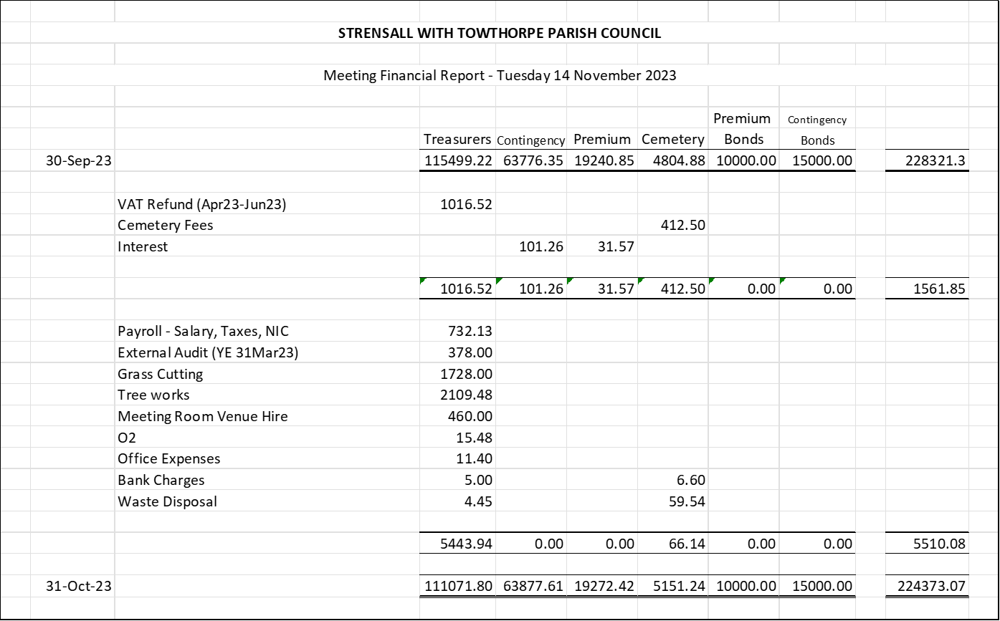 STRENSALL WITH TOWTHORPE PARISH COUNCIL
Meeting Financial Report - Tuesday 14 November 2023
Premium Contingency
Treasurers Contingency Premium Cemetery Bonds Bonds
30-Sep-23 115499.22 63776.35 19240.85 4804.88 10000.00 15000.00 228321.3
VAT Refund (Apr23-Jun23) 1016.52
Cemetery Fees 412.50
Interest 101.26 31.57
1016.52 101.26 31.57 412.50 0.00 0.00 1561.85
Payroll - Salary, Taxes, NIC 732.13
External Audit (YE 31Mar23) 378.00
Grass Cutting 1728.00
Tree works 2109.48
Meeting Room Venue Hire 460.00
O2 15.48
Office Expenses 11.40
Bank Charges 5.00 6.60
Waste Disposal 4.45 59.54
5443.94 0.00 0.00 66.14 0.00 0.00 5510.08
31-Oct-23 111071.80 63877.61 19272.42 5151.24 10000.00 15000.00 224373.07